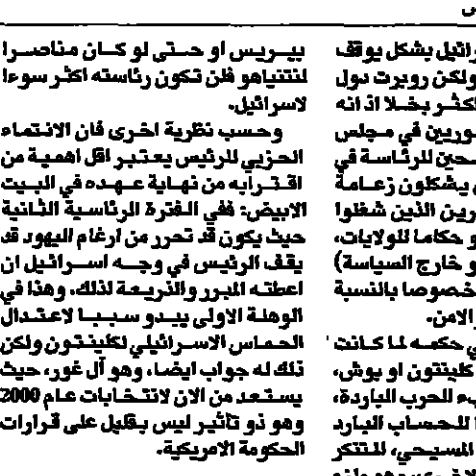 رائيل بشكل يوقف
ولكن روبرت دول
اكثر بخلا اذ انه
وريين في مجلس
شحين للرئاسة في
يشكلون زعامة
ورين الذين شغلوا
و حكاما للولايات،
و خارج السياسة)
خصوصا بالنسبة
الامن.
ي حكمه لما كانت
كلينتون او بوش،
ء الحرب الباردة،
ا للحساب البارد
المسيحي، للتنكر
بيريس او حتى لو كان مناصرا
لنتنياهو فلن تكون رئاسته اكثر سوءا
لاسرائيل.
وحسب نظرية اخرى فان الانتماء
الحزبي للرئيس يعتبر اقل اهمية من
اقترابه من نهاية عهده في البيت
الابيض: ففي الفترة الرئاسية الثانية
حيث يكون قد تحرر من ارغام اليهود قد
يقف الرئيس في وجه اسرائيل ان
اعطته المبرر والذريعة لذلك. وهذا في
الوهلة الاولى يبدو سببا لاعتدال
الحماس الاسرائيلي لكلينتون ولكن
ذلك له جواب ايضا. وهو آل غور، حيث
يستعد من الان لانتخابات عام 2000
وهو ذو تأثير ليس بقليل على قرارات
الحكومة الامريكية.